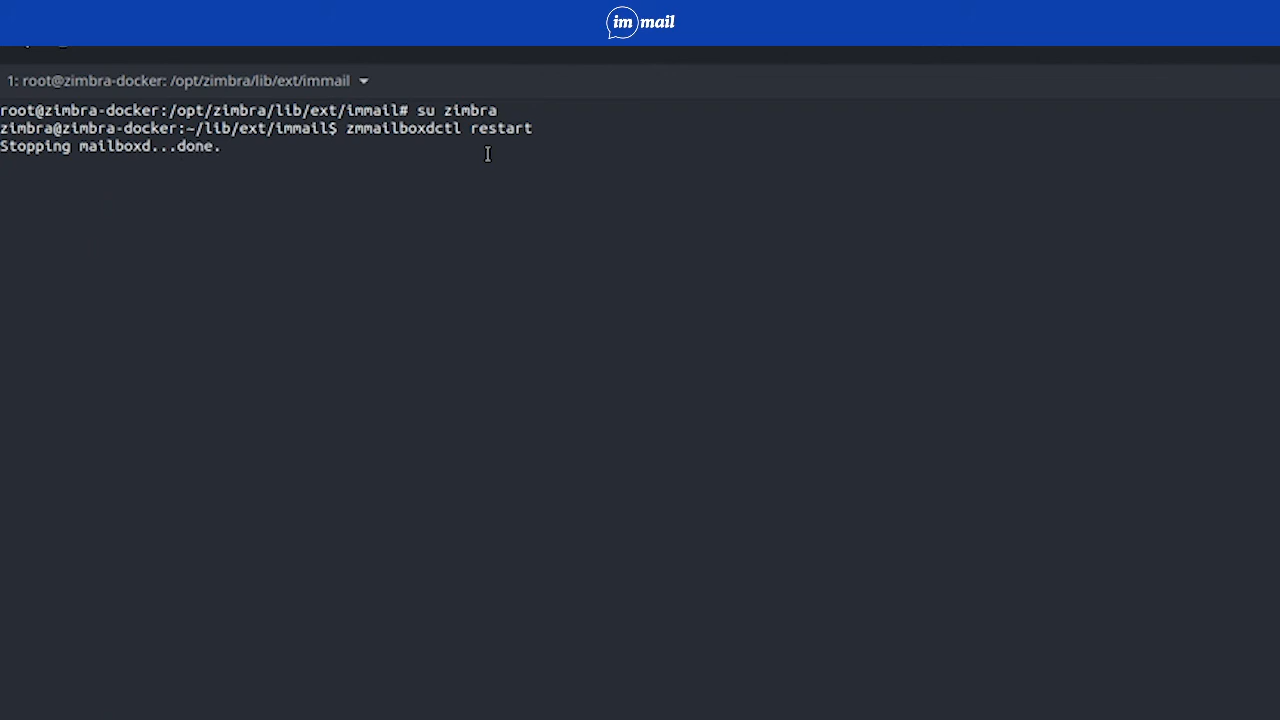 im mail
1: root@zimbra-docker: /opt/zimbra/lib/ext/immail
root@zimbra-docker:/opt/zimbra/lib/ext/immail# su zimbra
zimbra@zimbra-docker:~/lib/ext/immail$ zmmailboxdctl restart
Stopping mailboxd...done.